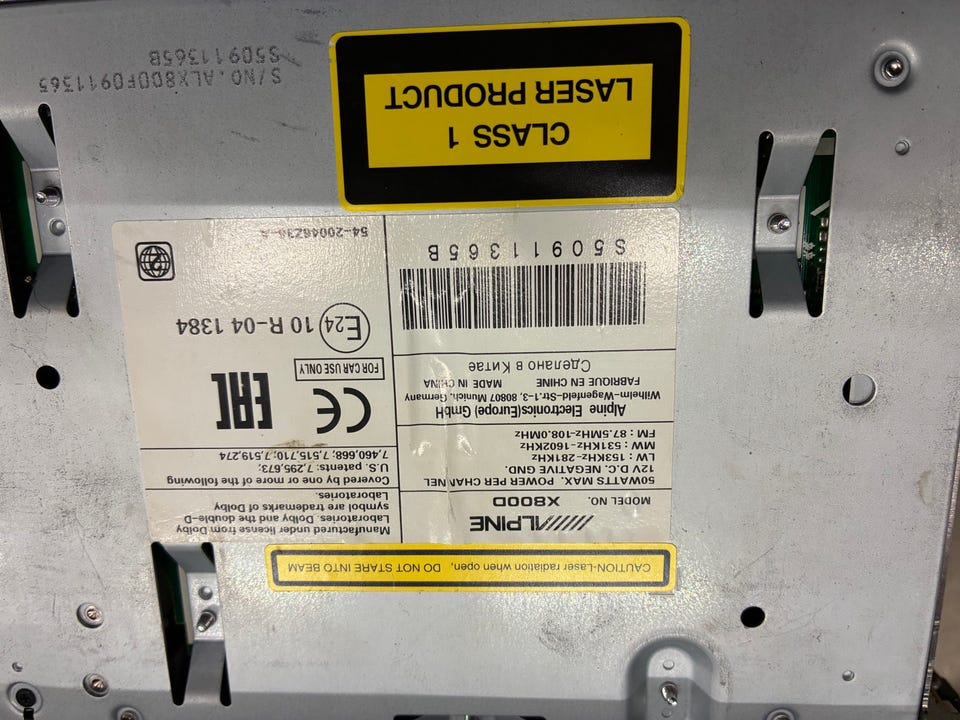 CAUTION-Laser radiation when open, DO NOT STARE INTO BEAM
ALPINE
MODEL NO. X800D
50WATTS MAX. POWER PER CHANNEL
12V D.C. NEGATIVE GND.
LW : 153KHz-281KHz
MW : 531KHz-1602KHz
FM : 87.5MHz-108.0MHz
Alpine Electronics(Europe) GmbH
Wilhelm-Wagenfeld-Str.1-3, 80807 Munich, Germany
FABRIQUE EN CHINE MADE IN CHINA
Сделано в Китае
S50911365B
Manufactured under license from Dolby
Laboratories. Dolby and the double-D
symbol are trademarks of Dolby
Laboratories.
Covered by one or more of the following
U.S. patents: 7,295,673;
7,460,668; 7,515,710; 7,519,274
CE EAC
FOR CAR USE ONLY
E24 10 R-04 1384
CLASS 1
LASER PRODUCT
S/NO. ALX800F0911365
S50911365B